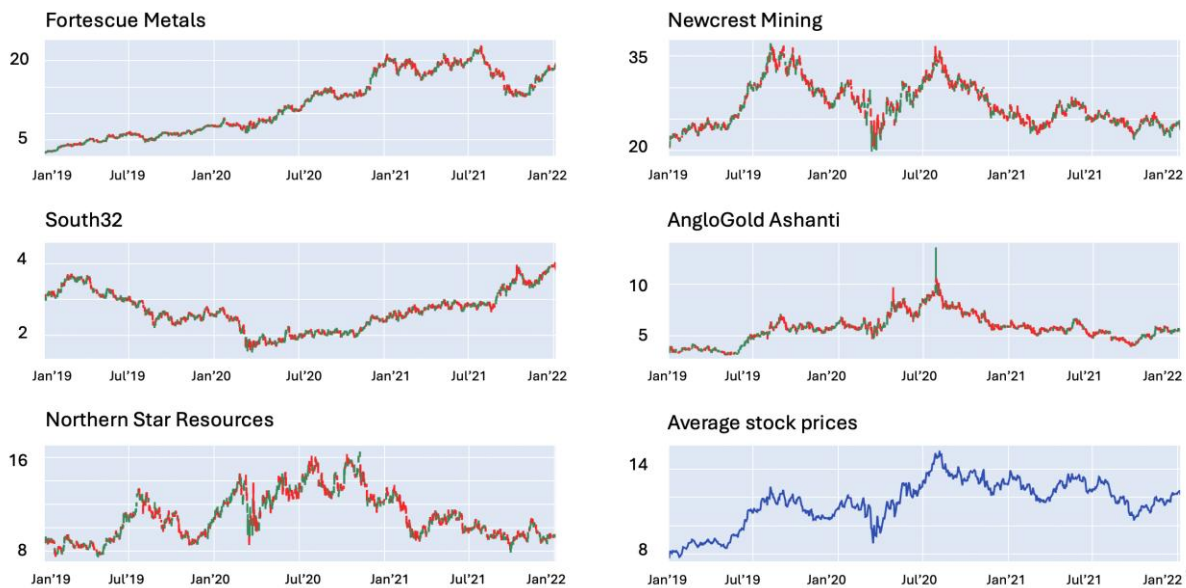 Fortescue Metals
20
5
Jan'19 Jul'19 Jan'20 Jul'20 Jan'21 Jul'21 Jan'22
Newcrest Mining
35
20
Jan'19 Jul'19 Jan'20 Jul'20 Jan'21 Jul'21 Jan'22
South32
4
2
Jan'19 Jul'19 Jan'20 Jul'20 Jan'21 Jul'21 Jan'22
AngloGold Ashanti
10
5
Jan'19 Jul'19 Jan'20 Jul'20 Jan'21 Jul'21 Jan'22
Northern Star Resources
16
8
Jan'19 Jul'19 Jan'20 Jul'20 Jan'21 Jul'21 Jan'22
Average stock prices
14
8
Jan'19 Jul'19 Jan'20 Jul'20 Jan'21 Jul'21 Jan'22